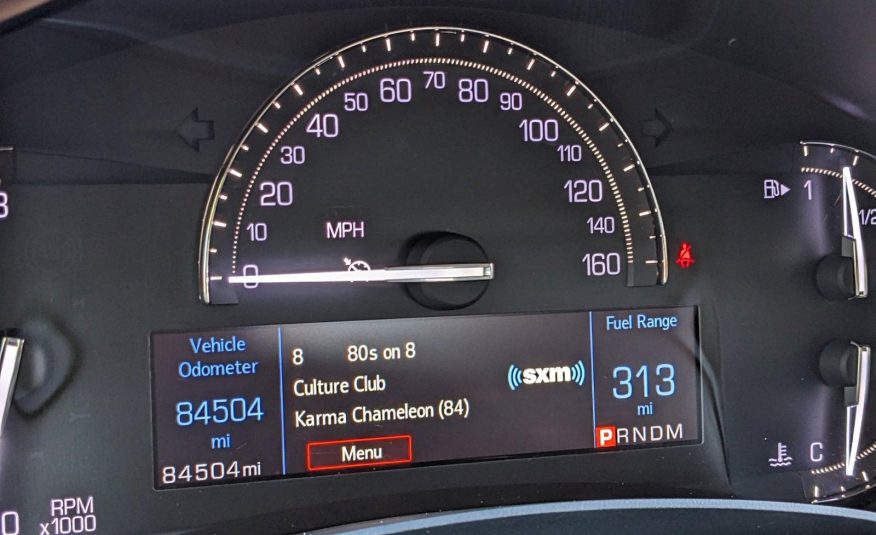 70
60 80
50 90
40 100
30 110
20 120
10 MPH 140
0 160
3
1
1/2
Vehicle
Odometer
84504
mi
84504mi
8 80s on 8
Culture Club
Karma Chameleon (84)
sxm
Menu
Fuel Range
313
mi
PRNDM
C
0 RPM
x1000